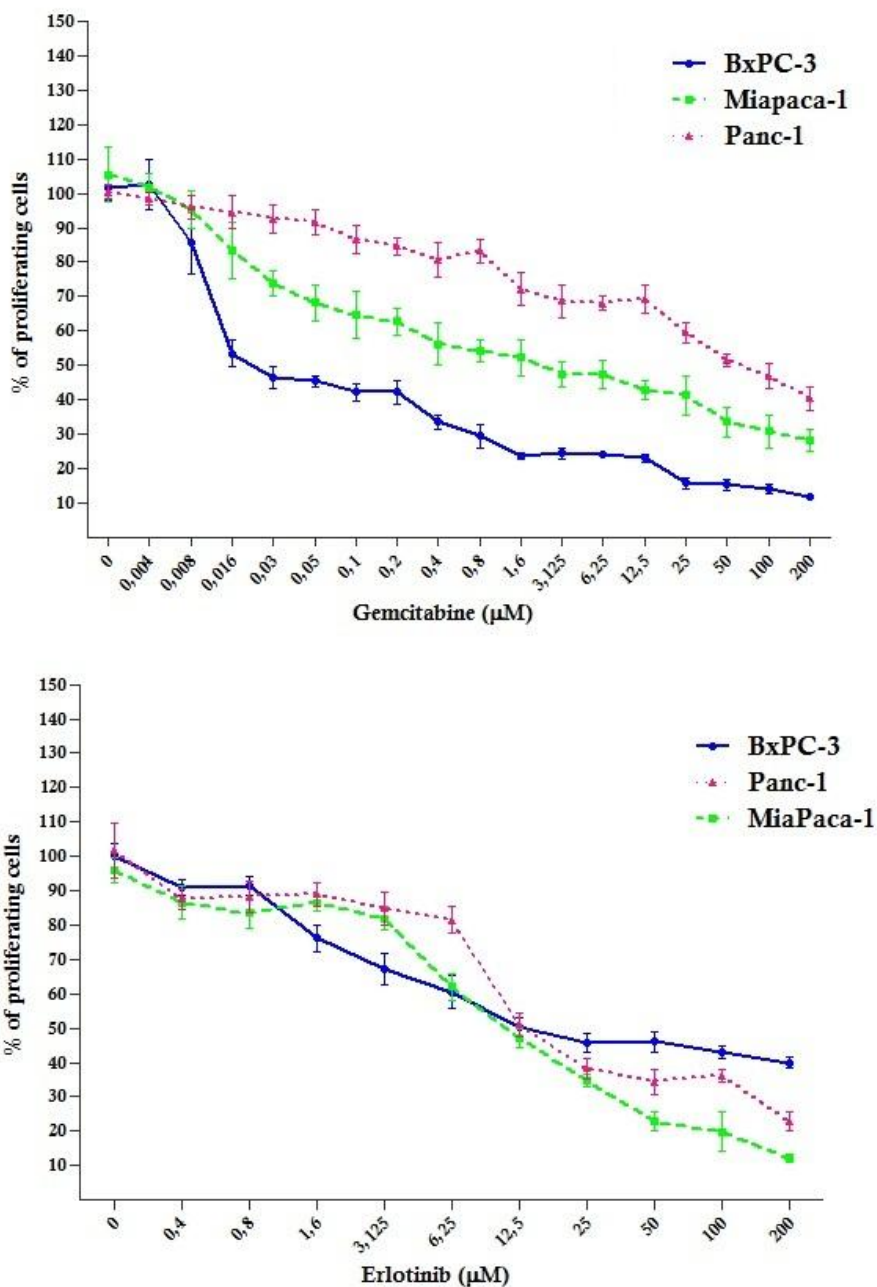 150
140
130
120
110
100
90
80
70
60
50
40
30
20
10
% of proliferating cells
BxPC-3
Miapaca-1
Panc-1
0 0,004 0,008 0,016 0,03 0,05 0,1 0,2 0,4 0,8 1,6 3,125 6,25 12,5 25 50 100 200
Gemcitabine (µM)
150
140
130
120
110
100
90
80
70
60
50
40
30
20
10
% of proliferating cells
BxPC-3
Panc-1
MiaPaca-1
0 0,4 0,8 1,6 3,125 6,25 12,5 25 50 100 200
Erlotinib (µM)